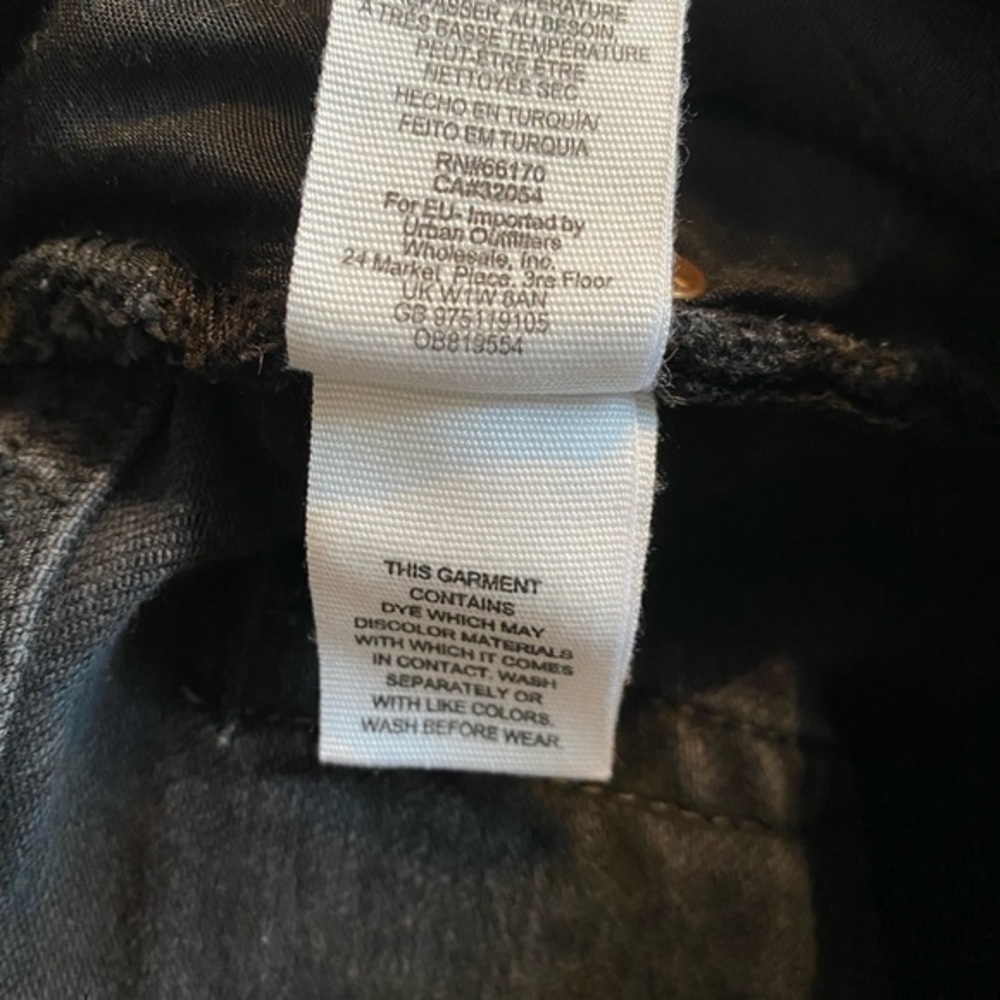 TEMPÉRATURE
REPASSER, AU BESOIN,
À TRÈS BASSE TEMPÉRATURE
PEUT-ÊTRE ÊTRE
NETTOYÉE SEC
HECHO EN TURQUÍA/
FEITO EM TURQUIA
RN#66170
CA#32054
For EU- Imported by
Urban Outfitters
Wholesale, Inc.
24 Market, Place, 3re Floor
UK W1W 8AN
GB 975119105
OB819554
THIS GARMENT
CONTAINS
DYE WHICH MAY
DISCOLOR MATERIALS
WITH WHICH IT COMES
IN CONTACT. WASH
SEPARATELY OR
WITH LIKE COLORS.
WASH BEFORE WEAR.